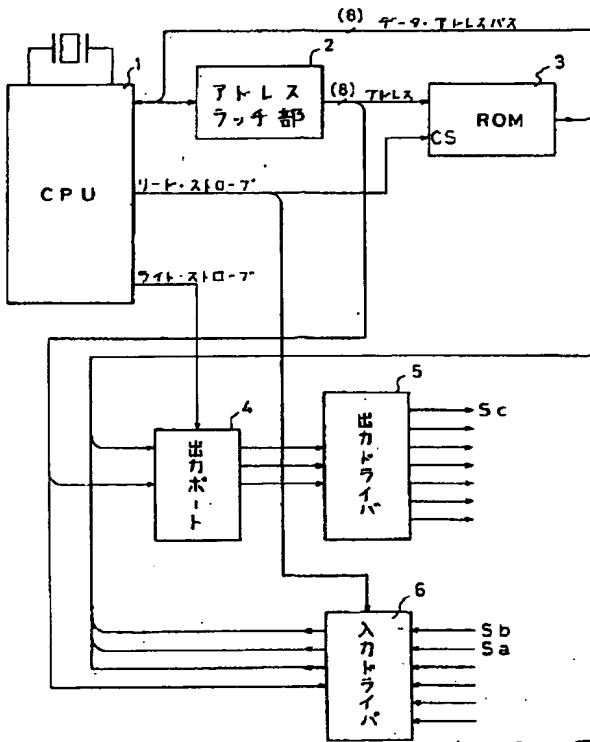 (8) データ・アドレスバス
1
2
3
アドレス
ラッチ部
(8) アドレス
ROM
CS
CPU
リード・ストローブ
ライト・ストローブ
4
5
出力ポート
出力ドライバ
Sc
6
入力ドライバ
Sb
Sa